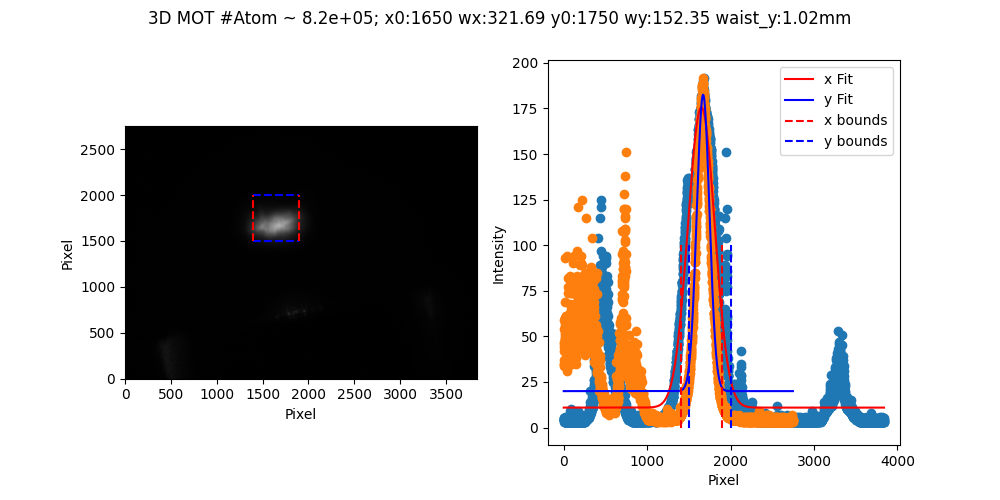 3D MOT #Atom ~ 8.2e+05; x0:1650 wx:321.69 y0:1750 wy:152.35 waist_y:1.02mm
2500
2000
1500
1000
500
0
Pixel
0 500 1000 1500 2000 2500 3000 3500
Pixel
200
175
150
125
100
75
50
25
0
Intensity
x Fit
y Fit
x bounds
y bounds
0 1000 2000 3000 4000
Pixel